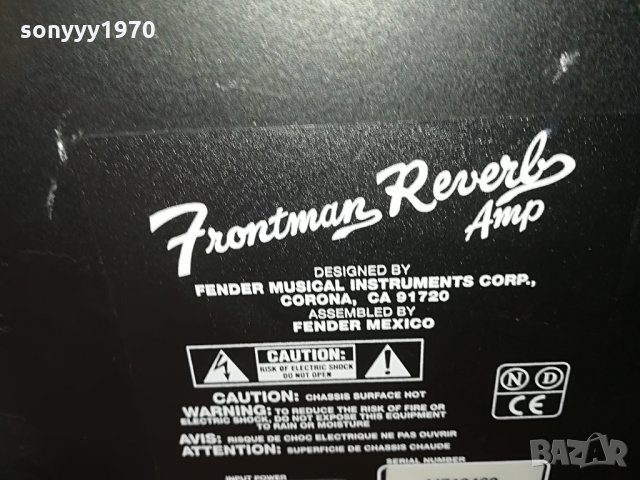 sonyyy1970
Frontman Reverb
Amp
DESIGNED BY
FENDER MUSICAL INSTRUMENTS CORP.,
CORONA, CA 91720
ASSEMBLED BY
FENDER MEXICO
CAUTION:
RISK OF ELECTRIC SHOCK
DO NOT OPEN
N D
CE
CAUTION: CHASSIS SURFACE HOT
WARNING: TO REDUCE THE RISK OF FIRE OR
ELECTRIC SHOCK, DO NOT EXPOSE THIS EQUIPMENT
TO RAIN OR MOISTURE
AVIS: RISQUE DE CHOC ELECTRIQUE NE PAS OUVRIR
ATTENTION: SUPERFICIE DE CHASSIS CHAUDE
SERIAL NUMBER
INPUT POWER
BAZAR